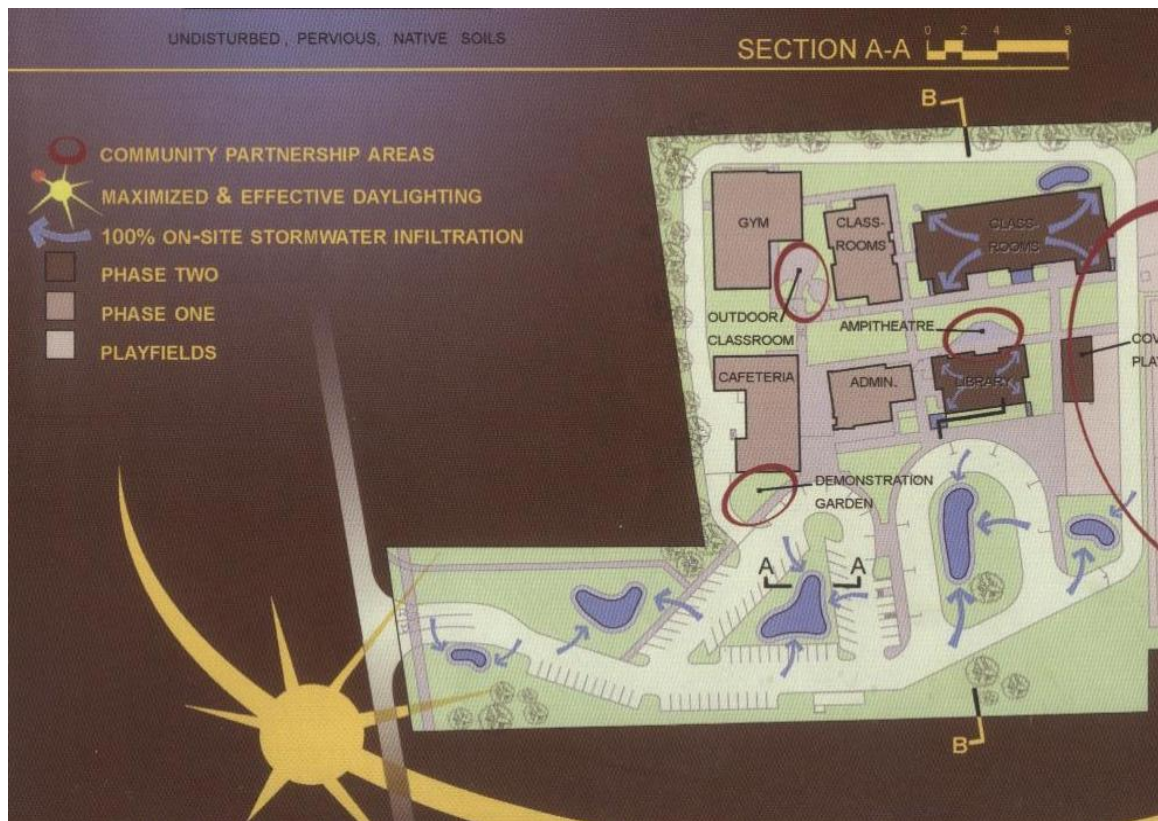 UNDISTURBED, PERVIOUS, NATIVE SOILS
SECTION A-A
0 2 4 8
COMMUNITY PARTNERSHIP AREAS
MAXIMIZED & EFFECTIVE DAYLIGHTING
100% ON-SITE STORMWATER INFILTRATION
PHASE TWO
PHASE ONE
PLAYFIELDS
B
GYM
CLASS-
ROOMS
CLASS-
ROOMS
OUTDOOR
CLASSROOM
AMPITHEATRE
COV
PLA
CAFETERIA
ADMIN.
LIBRARY
DEMONSTRATION
GARDEN
A A
B